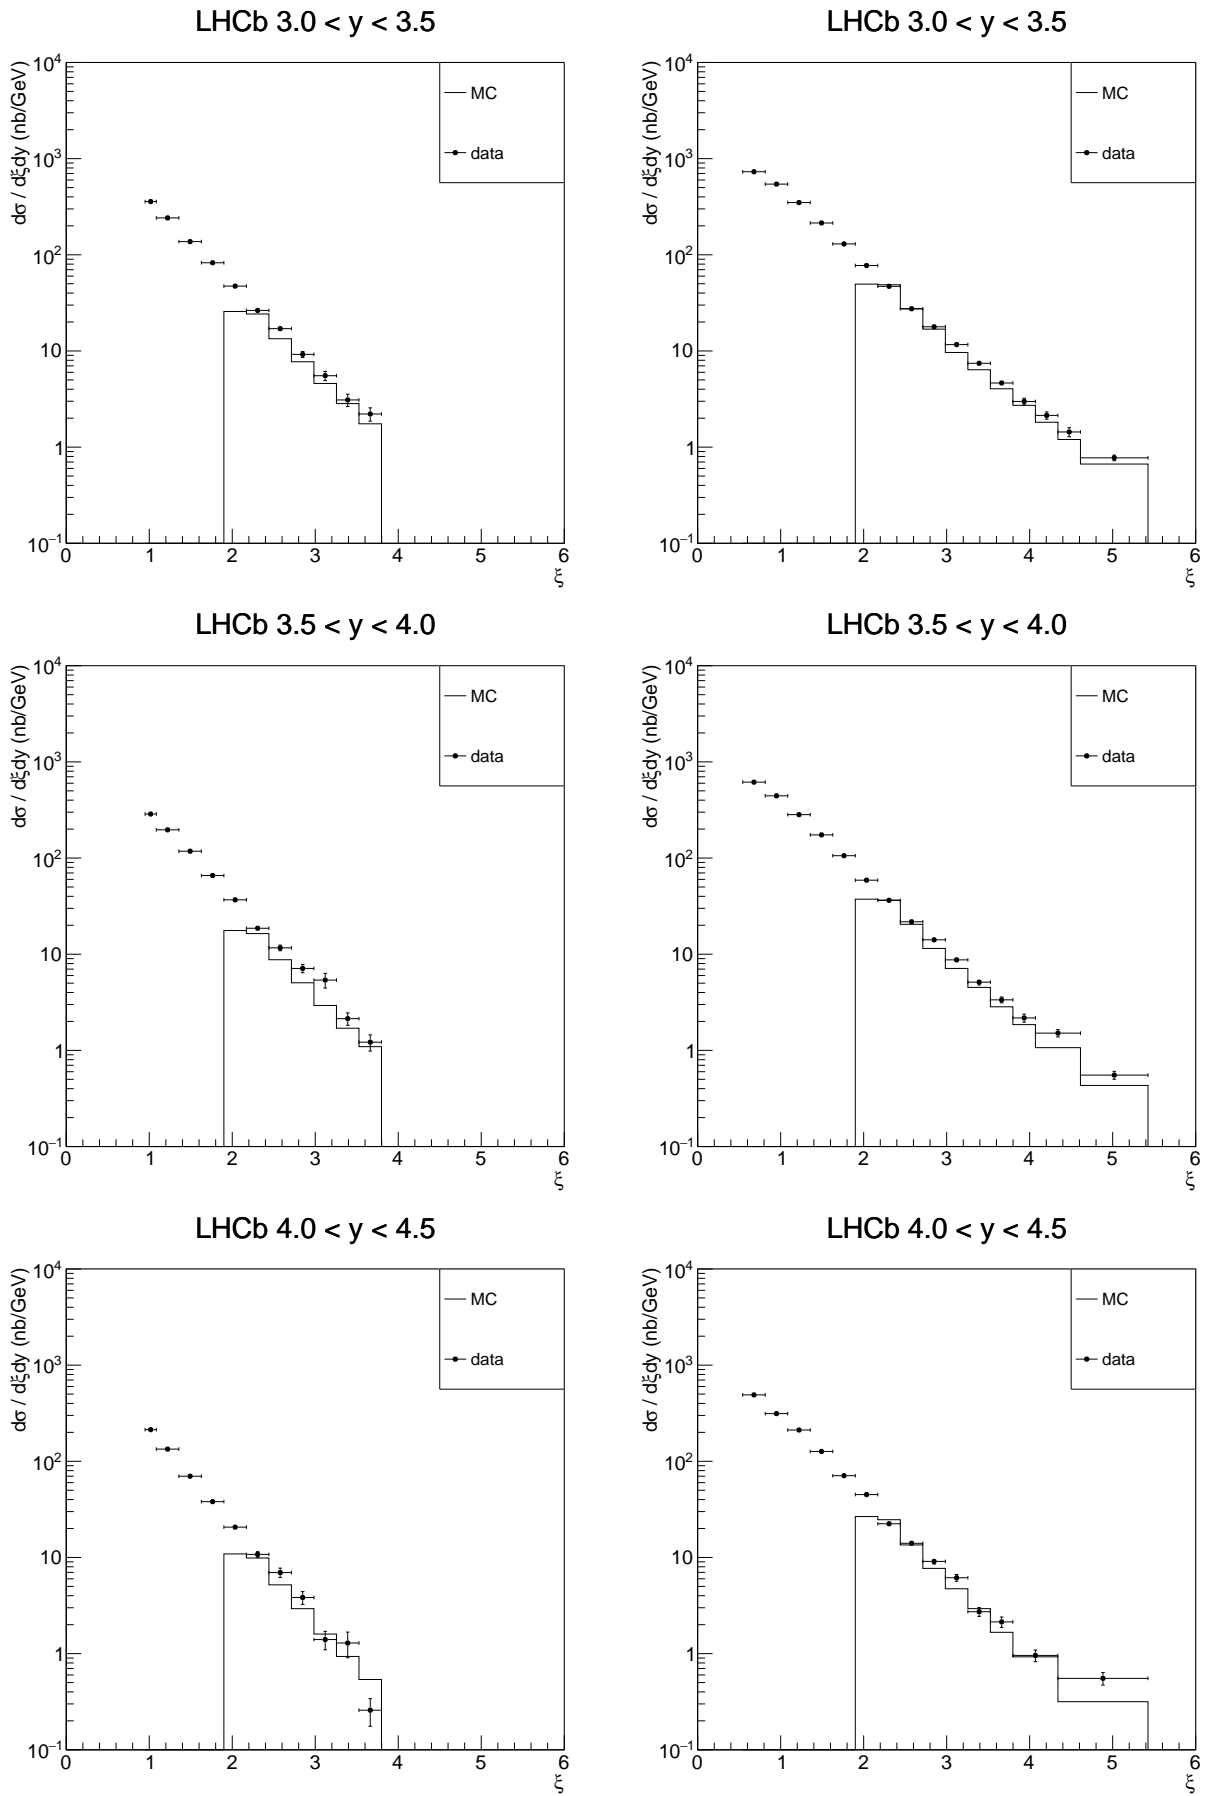 LHCb 3.0 < y < 3.5
dσ / dξdy (nb/GeV)
10⁴
10³
10²
10
1
10⁻¹
MC
data
0 1 2 3 4 5 6
ξ
LHCb 3.0 < y < 3.5
dσ / dξdy (nb/GeV)
10⁴
10³
10²
10
1
10⁻¹
MC
data
0 1 2 3 4 5 6
ξ
LHCb 3.5 < y < 4.0
dσ / dξdy (nb/GeV)
10⁴
10³
10²
10
1
10⁻¹
MC
data
0 1 2 3 4 5 6
ξ
LHCb 3.5 < y < 4.0
dσ / dξdy (nb/GeV)
10⁴
10³
10²
10
1
10⁻¹
MC
data
0 1 2 3 4 5 6
ξ
LHCb 4.0 < y < 4.5
dσ / dξdy (nb/GeV)
10⁴
10³
10²
10
1
10⁻¹
MC
data
0 1 2 3 4 5 6
ξ
LHCb 4.0 < y < 4.5
dσ / dξdy (nb/GeV)
10⁴
10³
10²
10
1
10⁻¹
MC
data
0 1 2 3 4 5 6
ξ